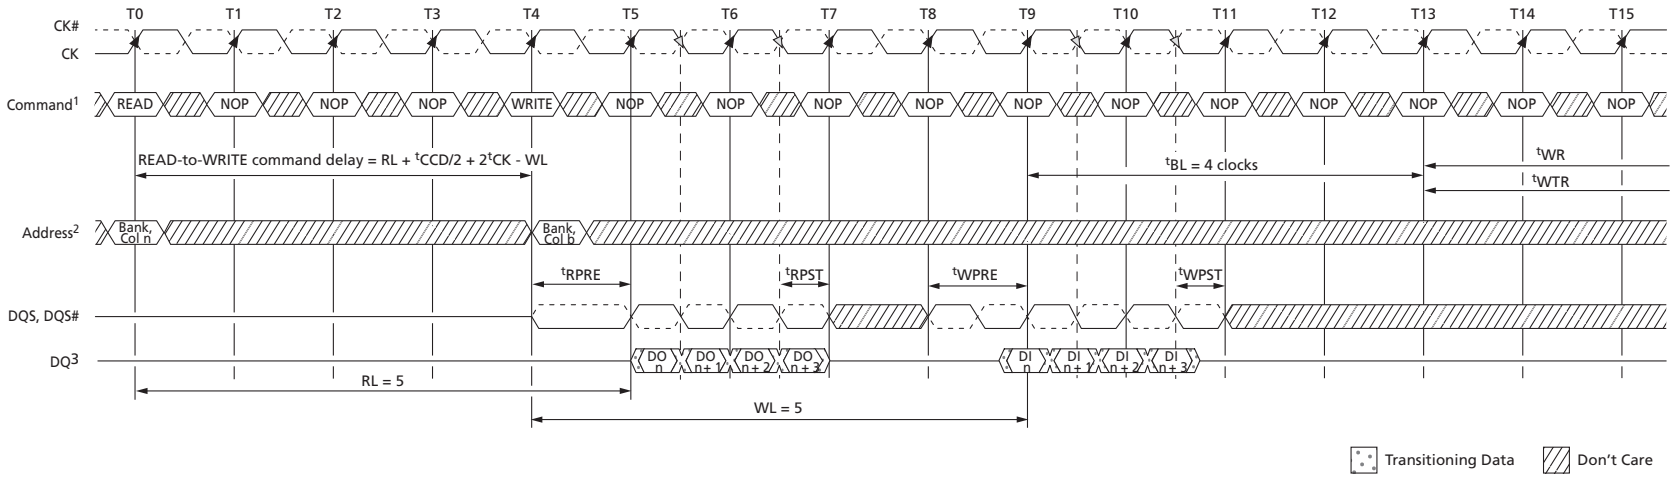 T0 T1 T2 T3 T4 T5 T6 T7 T8 T9 T10 T11 T12 T13 T14 T15
CK#
CK
Command1 READ NOP NOP NOP WRITE NOP NOP NOP NOP NOP NOP NOP NOP NOP NOP NOP
READ-to-WRITE command delay = RL + tCCD/2 + 2tCK - WL
tBL = 4 clocks
tWR
tWTR
Address2 Bank, Col n Bank, Col b
tRPRE tRPST tWPRE tWPST
DQS, DQS#
DQ3 DO n DO n + 1 DO n + 2 DO n + 3 DI n DI n + 1 DI n + 2 DI n + 3
RL = 5
WL = 5
Transitioning Data Don't Care